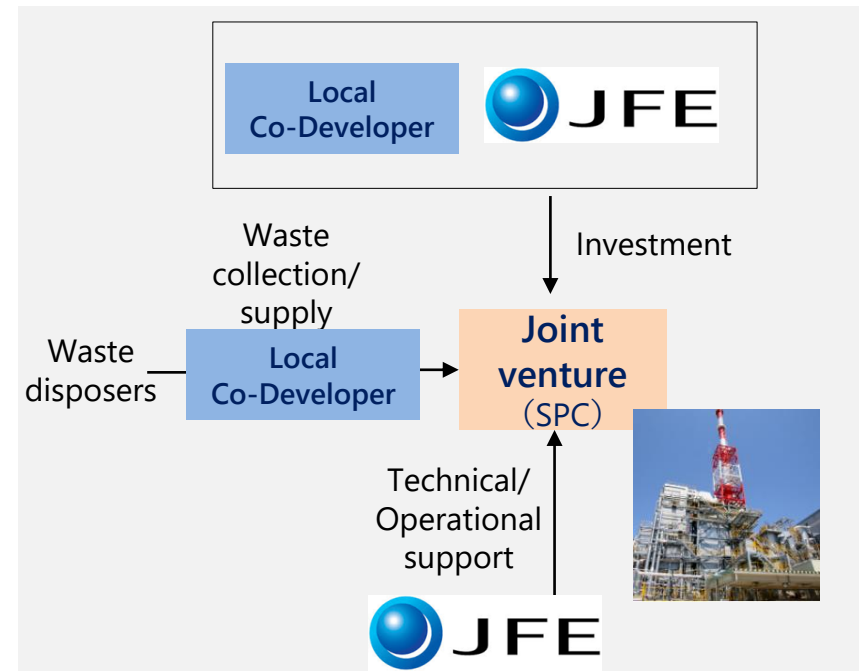 Local
Co-Developer
JFE
Investment
Waste
collection/
supply
Waste
disposers
Local
Co-Developer
Joint
venture
（SPC）
Technical/
Operational
support
JFE